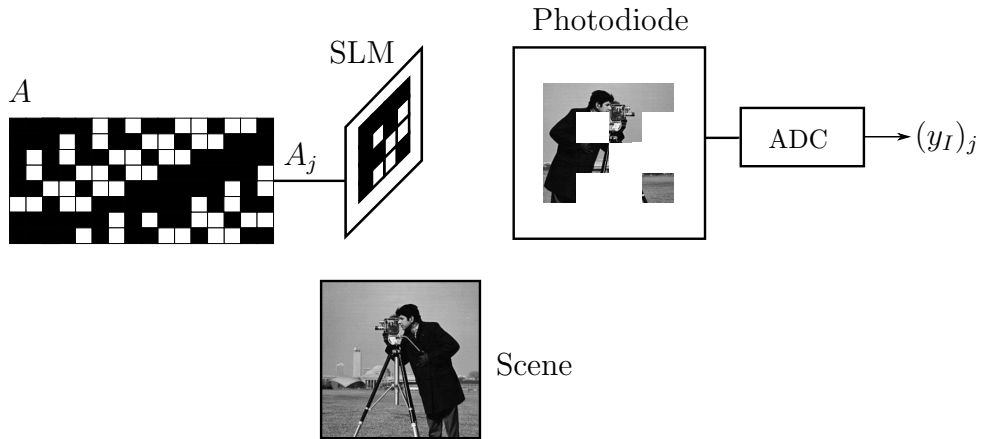 Photodiode
SLM
A
A_j
ADC
(y_I)_j
Scene